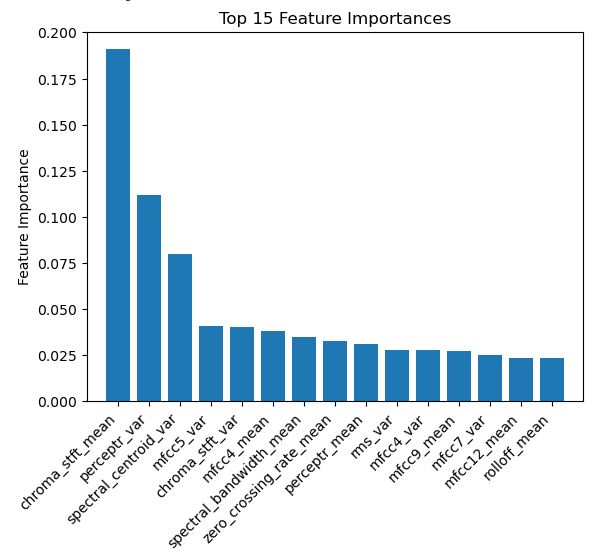 Top 15 Feature Importances
0.200
0.175
0.150
0.125
0.100
0.075
0.050
0.025
0.000
Feature Importance
chroma_stft_mean
perceptr_var
spectral_centroid_var
mfcc5_var
chroma_stft_var
mfcc4_mean
spectral_bandwidth_mean
zero_crossing_rate_mean
perceptr_mean
rms_var
mfcc4_var
mfcc9_mean
mfcc7_var
mfcc12_mean
rolloff_mean